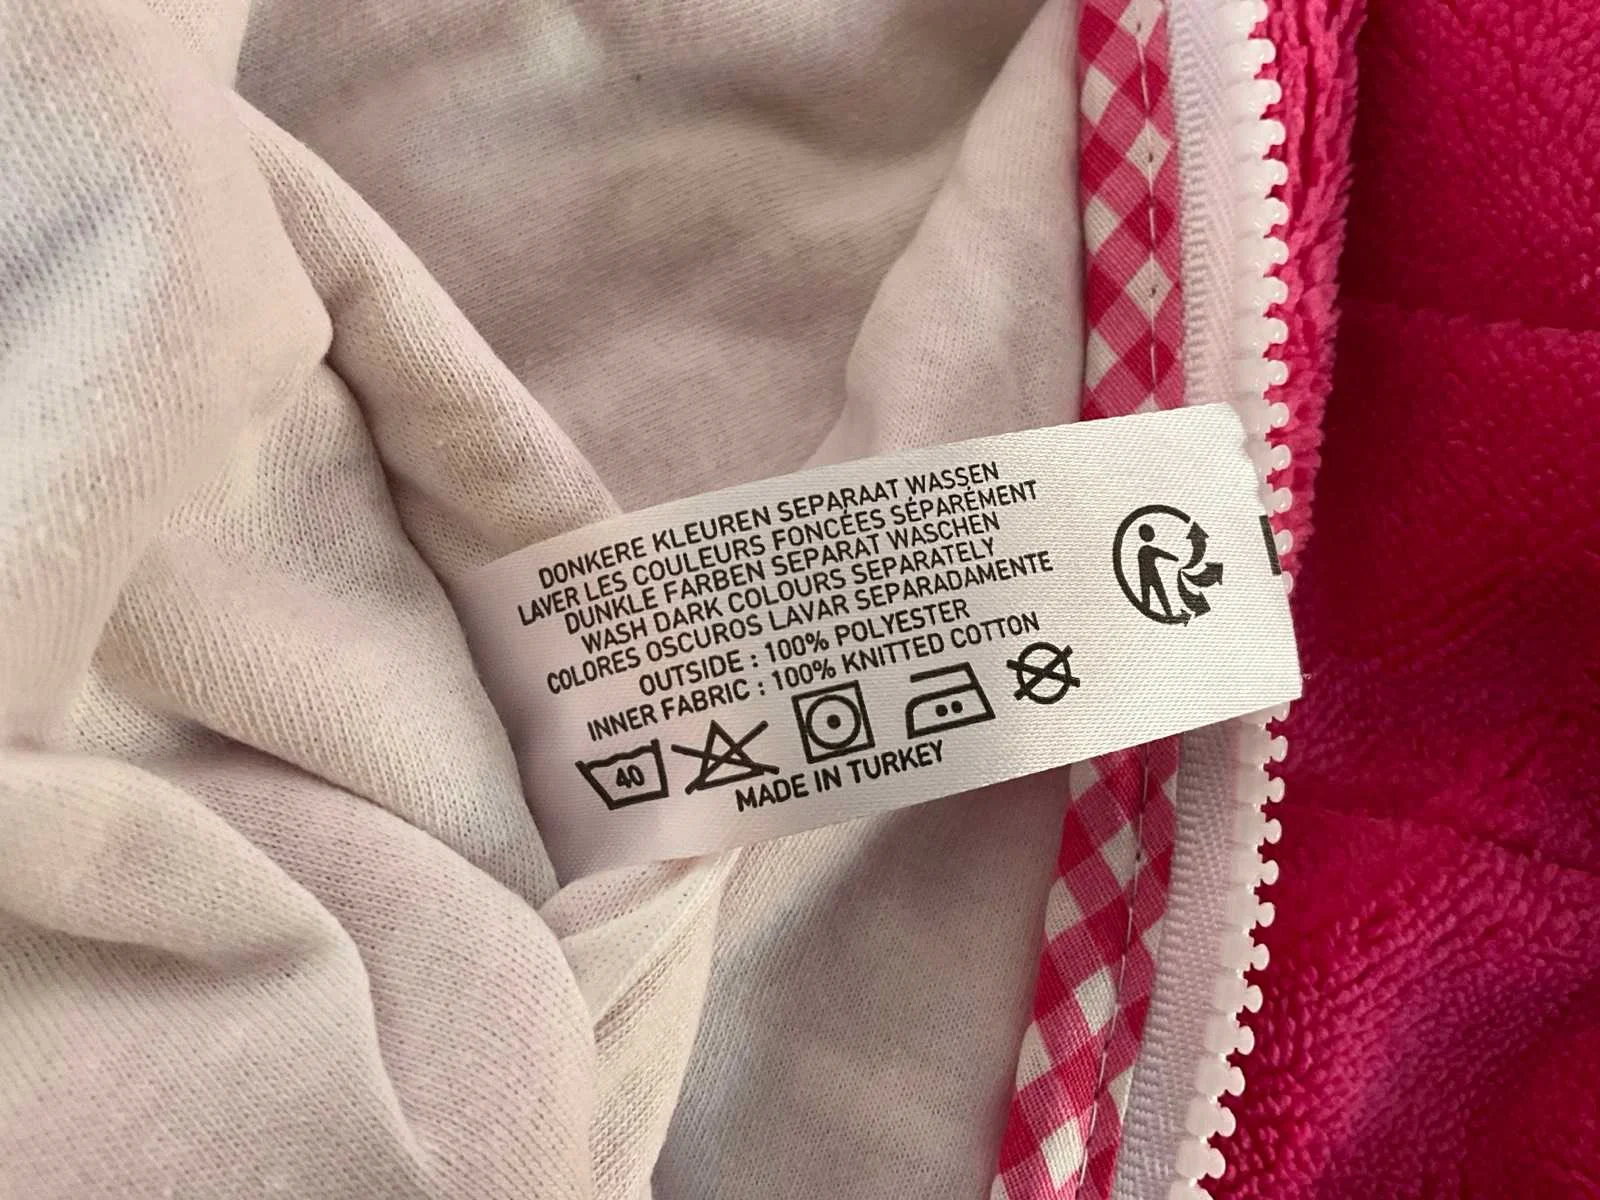 DONKERE KLEUREN SEPARAAT WASSEN
LAVER LES COULEURS FONCÉES SÉPARÉMENT
DUNKLE FARBEN SEPARAT WASCHEN
WASH DARK COLOURS SEPARATELY
COLORES OSCUROS LAVAR SEPARADAMENTE
OUTSIDE : 100% POLYESTER
INNER FABRIC : 100% KNITTED COTTON
40
MADE IN TURKEY